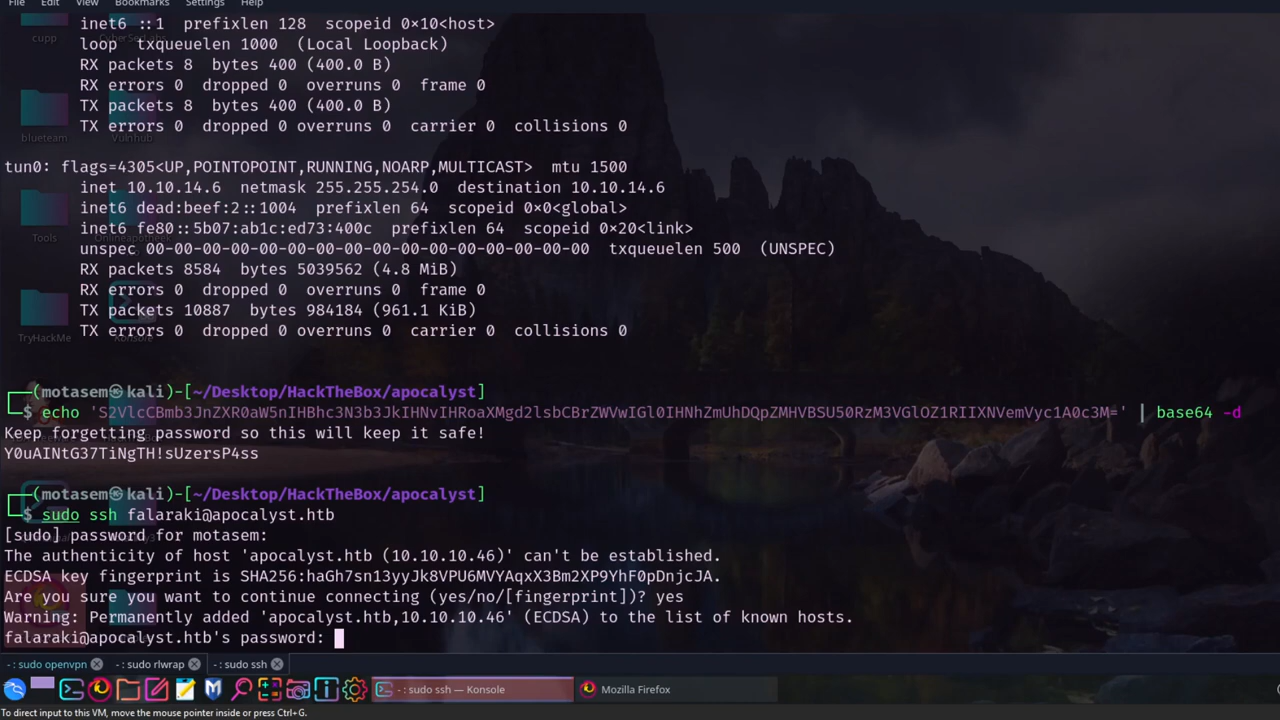 File Edit View Bookmarks Settings Help
inet6 ::1 prefixlen 128 scopeid 0×10<host>
loop txqueuelen 1000 (Local Loopback)
RX packets 8 bytes 400 (400.0 B)
RX errors 0 dropped 0 overruns 0 frame 0
TX packets 8 bytes 400 (400.0 B)
TX errors 0 dropped 0 overruns 0 carrier 0 collisions 0
tun0: flags=4305<UP,POINTOPOINT,RUNNING,NOARP,MULTICAST> mtu 1500
inet 10.10.14.6 netmask 255.255.254.0 destination 10.10.14.6
inet6 dead:beef:2::1004 prefixlen 64 scopeid 0×0<global>
inet6 fe80::5b07:ab1c:ed73:400c prefixlen 64 scopeid 0×20<link>
unspec 00-00-00-00-00-00-00-00-00-00-00-00-00-00-00-00 txqueuelen 500 (UNSPEC)
RX packets 8584 bytes 5039562 (4.8 MiB)
RX errors 0 dropped 0 overruns 0 frame 0
TX packets 10887 bytes 984184 (961.1 KiB)
TX errors 0 dropped 0 overruns 0 carrier 0 collisions 0
(motasem㉿kali)-[~/Desktop/HackTheBox/apocalyst]
$ echo 'S2VlcCBmb3JnZXR0aW5nIHBhc3N3b3JkIHNvIHRoaXMgd2lsbCBrZWVwIGl0IHNhZmUhDQpZMHVBSU50RzM3VGlOZ1RIIXNVemVyc1A0c3M=' | base64 -d
Keep forgetting password so this will keep it safe!
Y0uAINtG37TiNgTH!sUzersP4ss
(motasem㉿kali)-[~/Desktop/HackTheBox/apocalyst]
$ sudo ssh falaraki@apocalyst.htb
[sudo] password for motasem:
The authenticity of host 'apocalyst.htb (10.10.10.46)' can't be established.
ECDSA key fingerprint is SHA256:haGh7sn13yyJk8VPU6MVYAqxX3Bm2XP9YhF0pDnjcJA.
Are you sure you want to continue connecting (yes/no/[fingerprint])? yes
Warning: Permanently added 'apocalyst.htb,10.10.10.46' (ECDSA) to the list of known hosts.
falaraki@apocalyst.htb's password:
cupp
CyberSecLabs
blueteam
Vulnhub
Tools
TryHackMe
Konsole
- : sudo openvpn
- : sudo rlwrap
- : sudo ssh
- : sudo ssh — Konsole
Mozilla Firefox
To direct input to this VM, move the mouse pointer inside or press Ctrl+G.